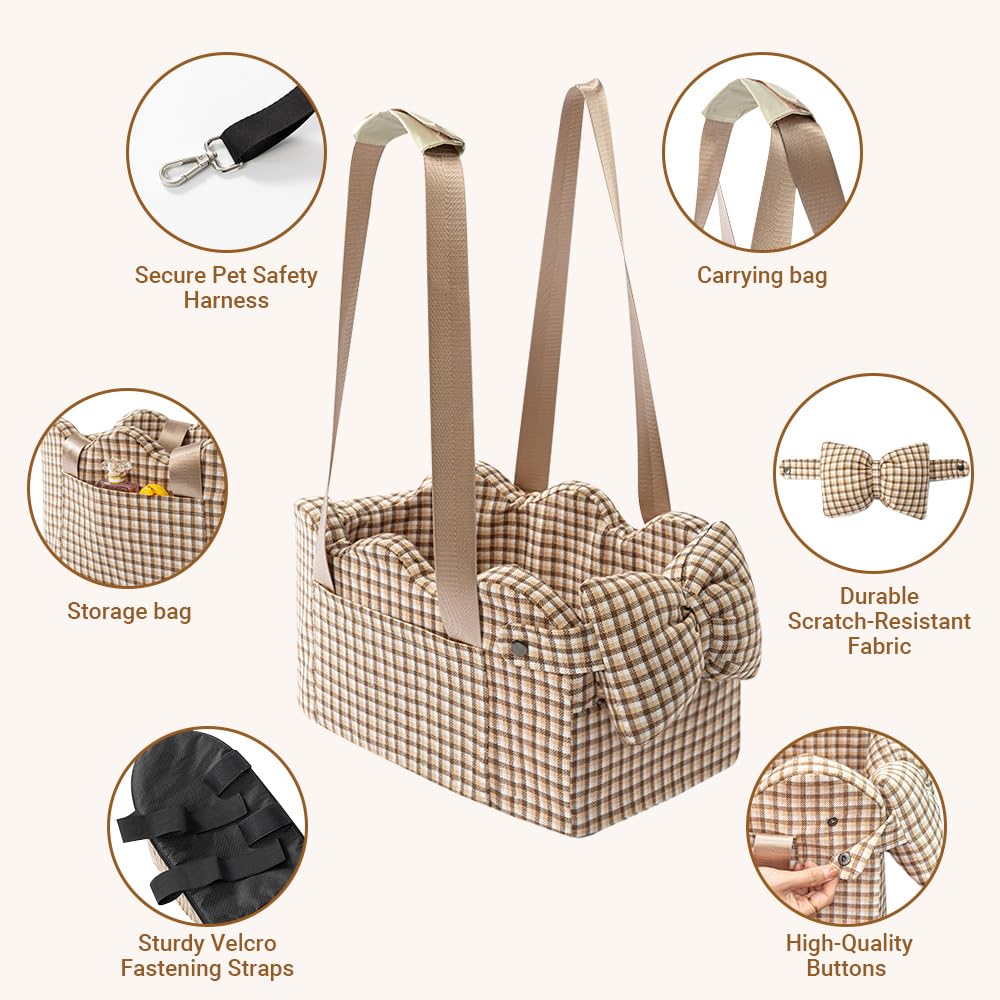 Secure Pet Safety
Harness
Carrying bag
Storage bag
Durable
Scratch-Resistant
Fabric
Sturdy Velcro
Fastening Straps
High-Quality
Buttons